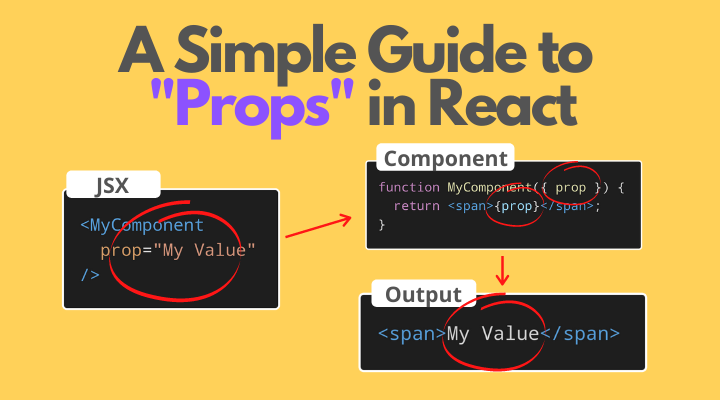 A Simple Guide to
"Props" in React
JSX
<MyComponent
prop="My Value"
/>
Component
function MyComponent({ prop }) {
return <span>{prop}</span>;
}
Output
<span>My Value</span>